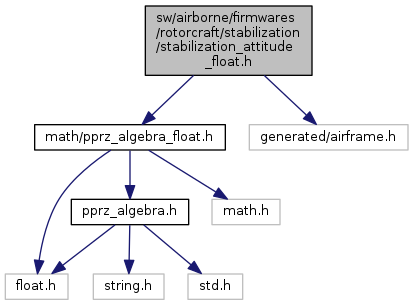 sw/airborne/firmwares
/rotorcraft/stabilization
/stabilization_attitude
_float.h
math/pprz_algebra_float.h
generated/airframe.h
pprz_algebra.h
math.h
float.h
string.h
std.h